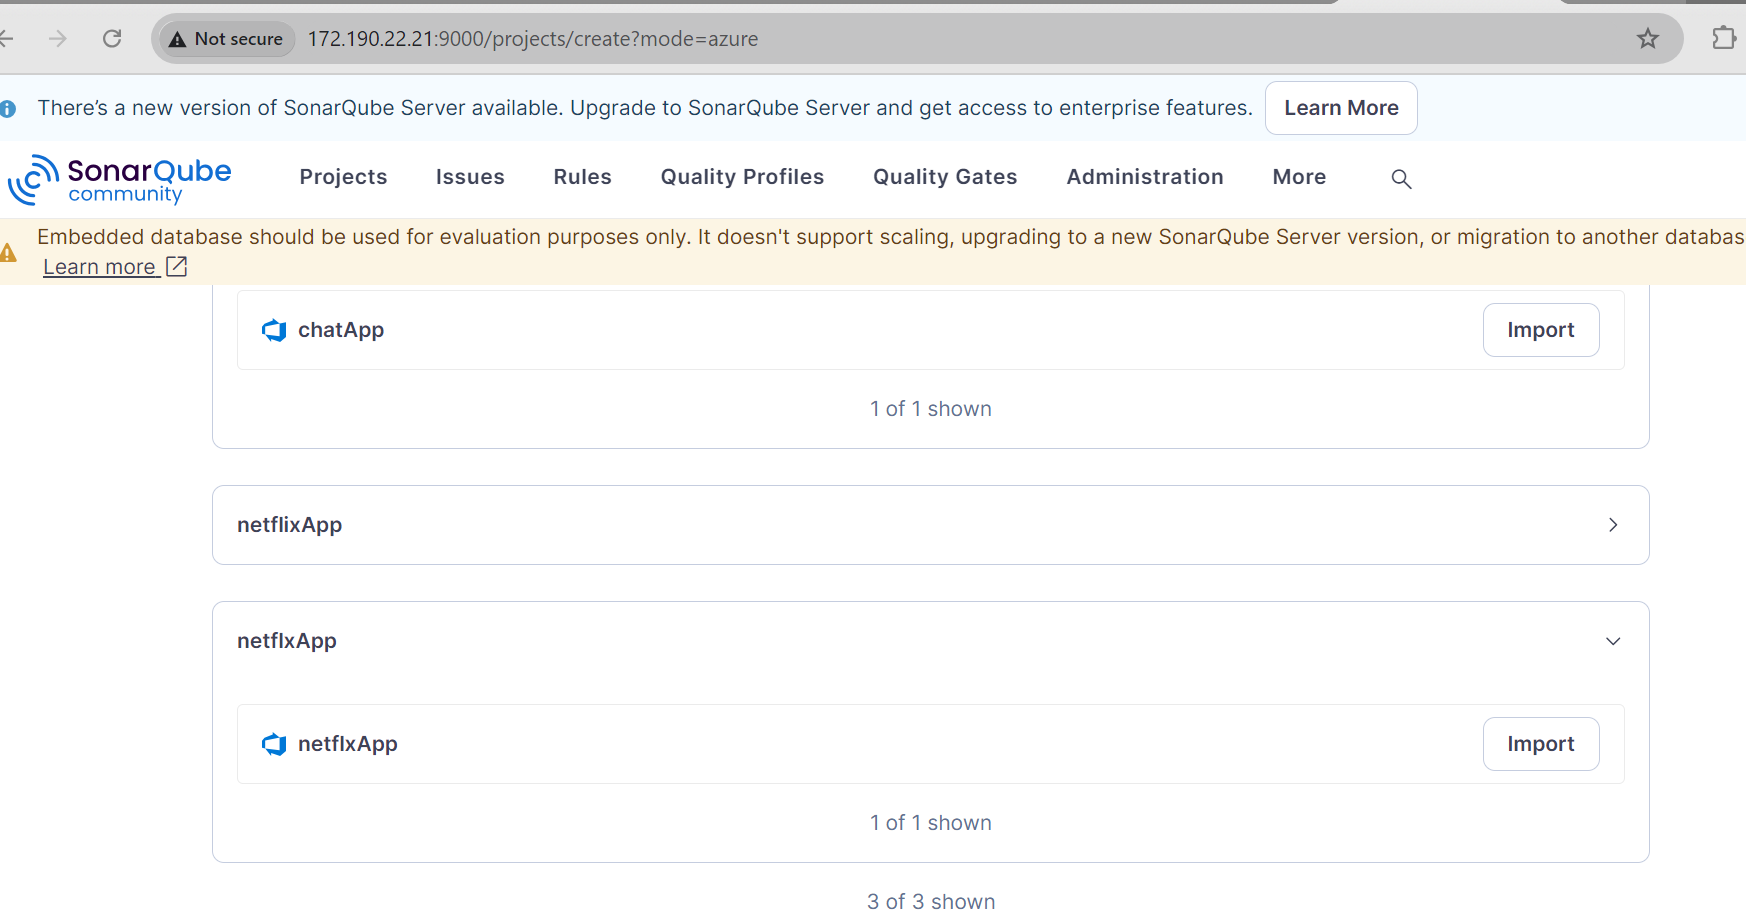 Not secure 172.190.22.21:9000/projects/create?mode=azure
There's a new version of SonarQube Server available. Upgrade to SonarQube Server and get access to enterprise features. Learn More
SonarQube community Projects Issues Rules Quality Profiles Quality Gates Administration More
Embedded database should be used for evaluation purposes only. It doesn't support scaling, upgrading to a new SonarQube Server version, or migration to another databas
Learn more
chatApp Import
1 of 1 shown
netflixApp
netflxApp
netflxApp Import
1 of 1 shown
3 of 3 shown